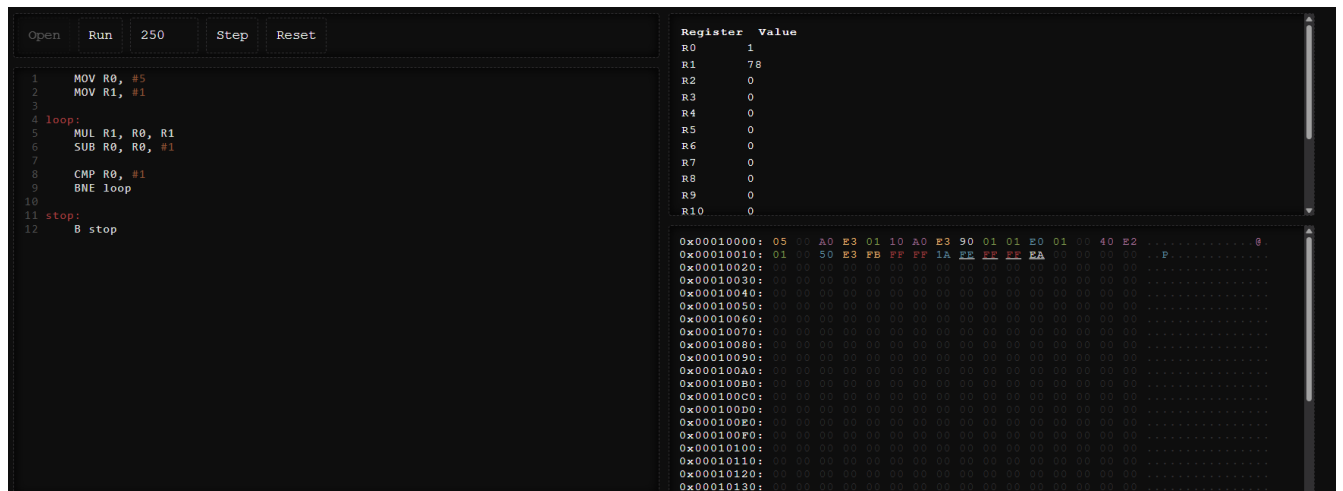 Open Run 250 Step Reset
1 MOV R0, #5
2 MOV R1, #1
3
4 loop:
5 MUL R1, R0, R1
6 SUB R0, R0, #1
7
8 CMP R0, #1
9 BNE loop
10
11 stop:
12 B stop
Register Value
R0 1
R1 78
R2 0
R3 0
R4 0
R5 0
R6 0
R7 0
R8 0
R9 0
R10 0
0x00010000: 05 00 A0 E3 01 10 A0 E3 90 01 01 E0 01 00 40 E2 ..............@.
0x00010010: 01 00 50 E3 FB FF FF 1A FE FF FF EA 00 00 00 00 ..P.............
0x00010020: 00 00 00 00 00 00 00 00 00 00 00 00 00 00 00 00 ................
0x00010030: 00 00 00 00 00 00 00 00 00 00 00 00 00 00 00 00 ................
0x00010040: 00 00 00 00 00 00 00 00 00 00 00 00 00 00 00 00 ................
0x00010050: 00 00 00 00 00 00 00 00 00 00 00 00 00 00 00 00 ................
0x00010060: 00 00 00 00 00 00 00 00 00 00 00 00 00 00 00 00 ................
0x00010070: 00 00 00 00 00 00 00 00 00 00 00 00 00 00 00 00 ................
0x00010080: 00 00 00 00 00 00 00 00 00 00 00 00 00 00 00 00 ................
0x00010090: 00 00 00 00 00 00 00 00 00 00 00 00 00 00 00 00 ................
0x000100A0: 00 00 00 00 00 00 00 00 00 00 00 00 00 00 00 00 ................
0x000100B0: 00 00 00 00 00 00 00 00 00 00 00 00 00 00 00 00 ................
0x000100C0: 00 00 00 00 00 00 00 00 00 00 00 00 00 00 00 00 ................
0x000100D0: 00 00 00 00 00 00 00 00 00 00 00 00 00 00 00 00 ................
0x000100E0: 00 00 00 00 00 00 00 00 00 00 00 00 00 00 00 00 ................
0x000100F0: 00 00 00 00 00 00 00 00 00 00 00 00 00 00 00 00 ................
0x00010100: 00 00 00 00 00 00 00 00 00 00 00 00 00 00 00 00 ................
0x00010110: 00 00 00 00 00 00 00 00 00 00 00 00 00 00 00 00 ................
0x00010120: 00 00 00 00 00 00 00 00 00 00 00 00 00 00 00 00 ................
0x00010130: 00 00 00 00 00 00 00 00 00 00 00 00 00 00 00 00 ................